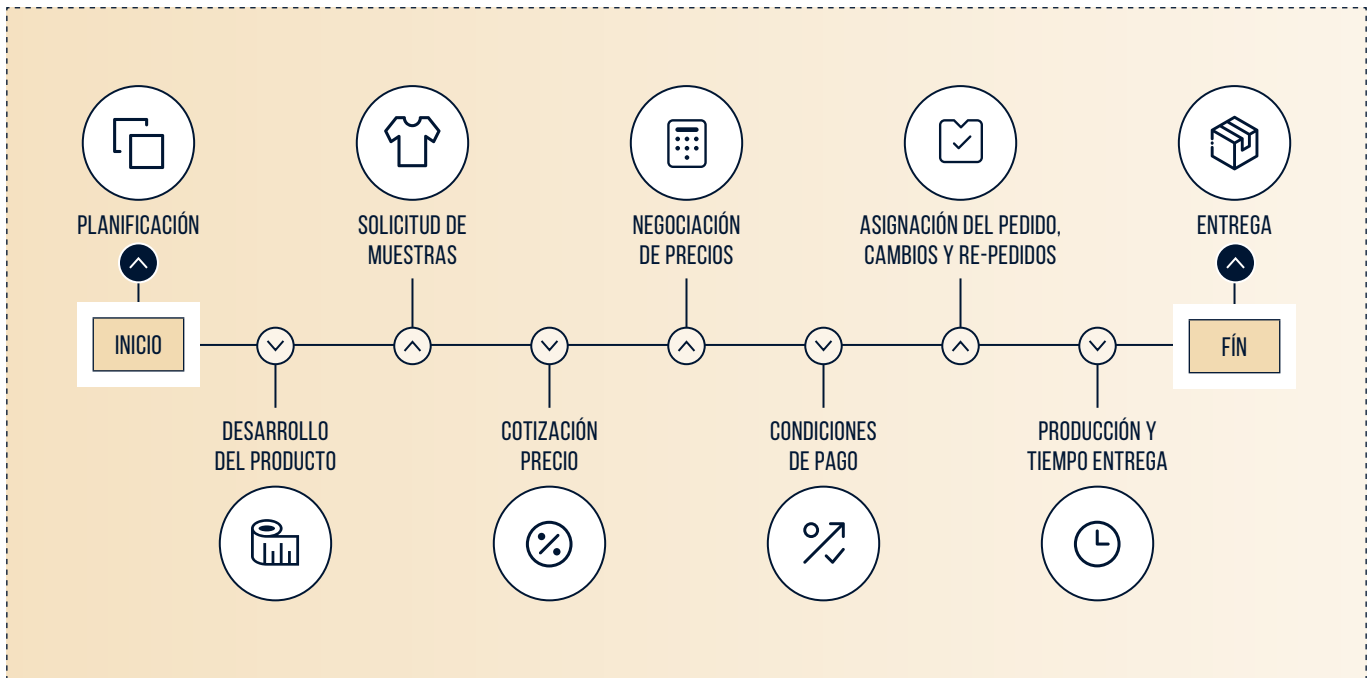 PLANIFICACIÓN
SOLICITUD DE
MUESTRAS
NEGOCIACIÓN
DE PRECIOS
ASIGNACIÓN DEL PEDIDO,
CAMBIOS Y RE-PEDIDOS
ENTREGA
INICIO
FÍN
DESARROLLO
DEL PRODUCTO
COTIZACIÓN
PRECIO
CONDICIONES
DE PAGO
PRODUCCIÓN Y
TIEMPO ENTREGA